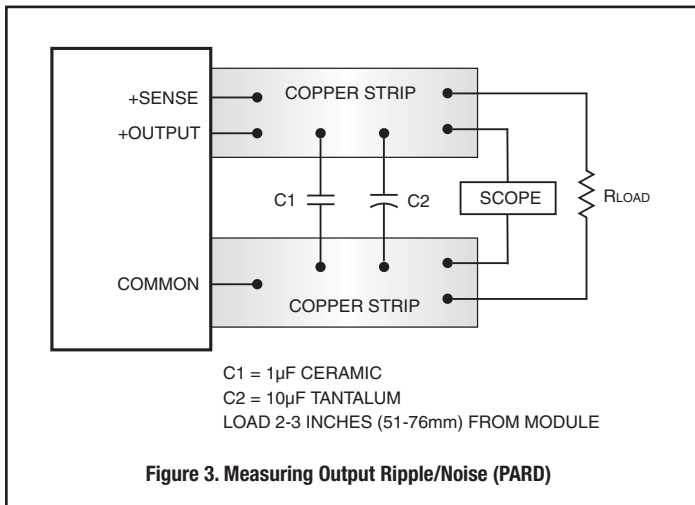 +SENSE
COPPER STRIP
+OUTPUT
C1
C2
SCOPE
RLOAD
COMMON
COPPER STRIP
C1 = 1µF CERAMIC
C2 = 10µF TANTALUM
LOAD 2-3 INCHES (51-76mm) FROM MODULE
Figure 3. Measuring Output Ripple/Noise (PARD)